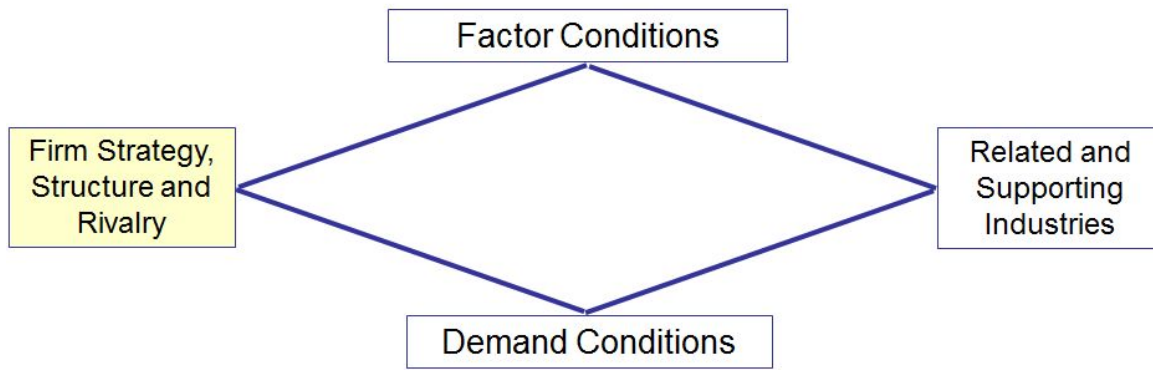 Factor Conditions
Firm Strategy,
Structure and
Rivalry
Related and
Supporting
Industries
Demand Conditions